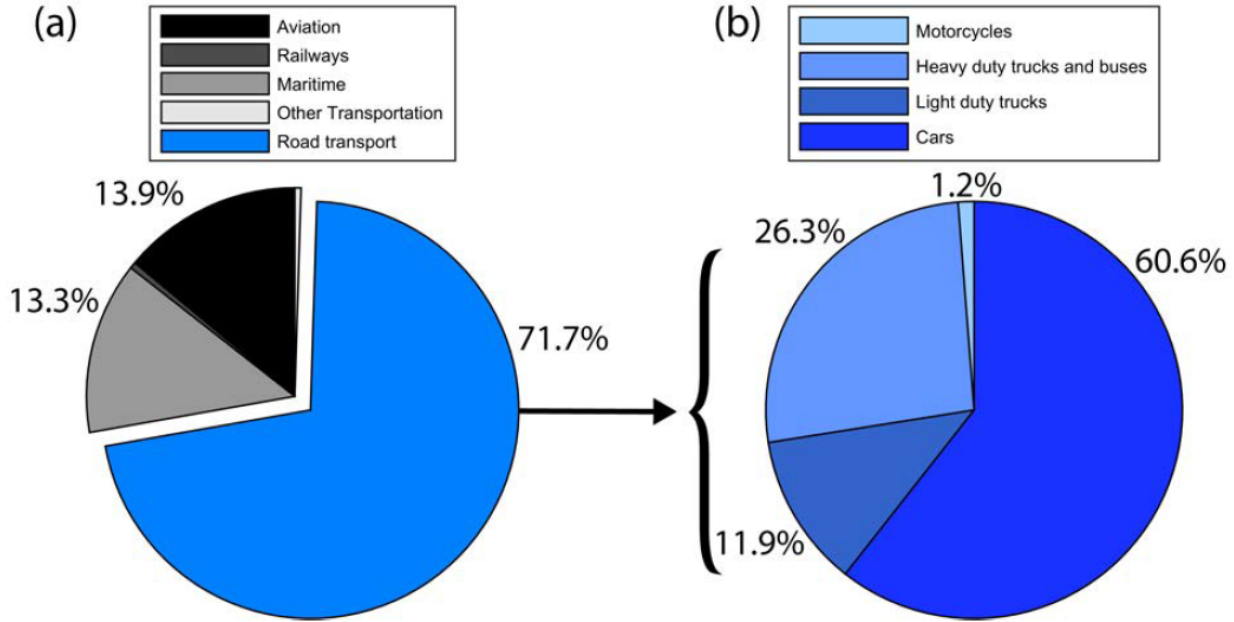 (a)
Aviation
Railways
Maritime
Other Transportation
Road transport
13.9%
13.3%
71.7%
(b)
Motorcycles
Heavy duty trucks and buses
Light duty trucks
Cars
1.2%
26.3%
60.6%
11.9%